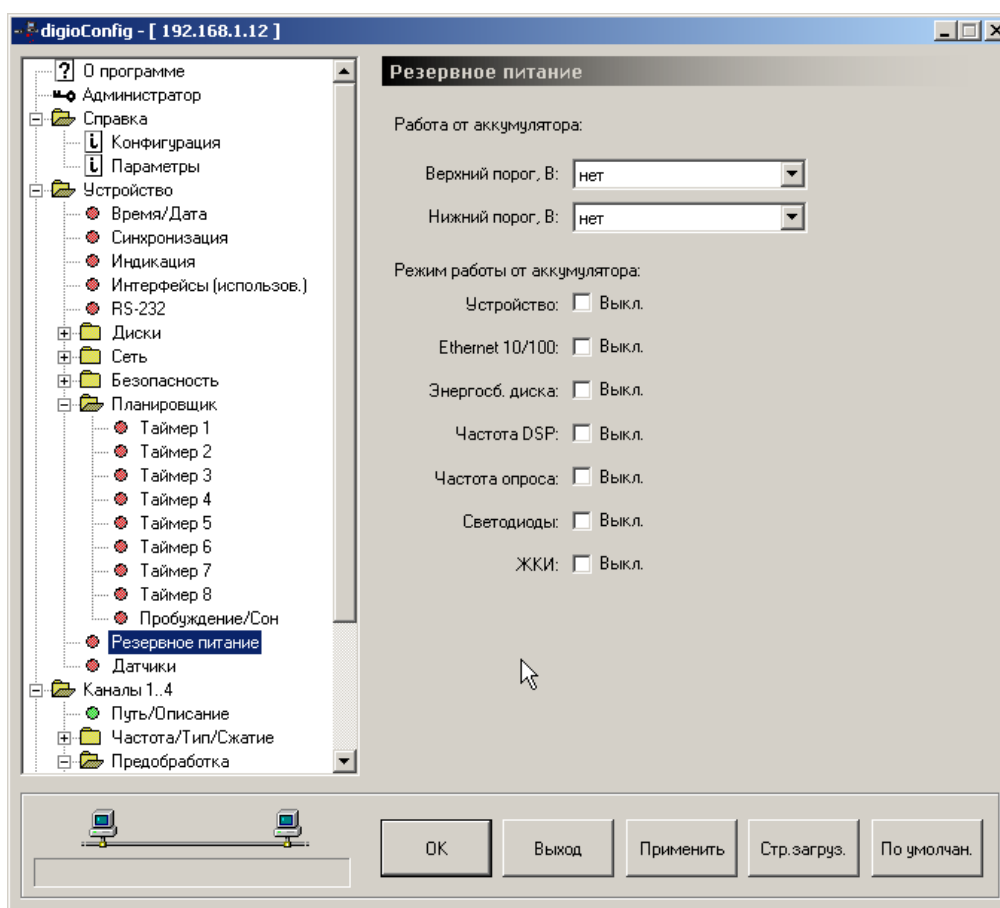 digioConfig - [ 192.168.1.12 ]
О программе
Администратор
Справка
Конфигурация
Параметры
Устройство
Время/Дата
Синхронизация
Индикация
Интерфейсы (использов.)
RS-232
Диски
Сеть
Безопасность
Планировщик
Таймер 1
Таймер 2
Таймер 3
Таймер 4
Таймер 5
Таймер 6
Таймер 7
Таймер 8
Пробуждение/Сон
Резервное питание
Датчики
Каналы 1..4
Путь/Описание
Частота/Тип/Сжатие
Предобработка
Резервное питание
Работа от аккумулятора:
Верхний порог, В: нет
Нижний порог, В: нет
Режим работы от аккумулятора:
Устройство: Выкл.
Ethernet 10/100: Выкл.
Энергосб. диска: Выкл.
Частота DSP: Выкл.
Частота опроса: Выкл.
Светодиоды: Выкл.
ЖКИ: Выкл.
OK Выход Применить Стр.загруз. По умолчан.